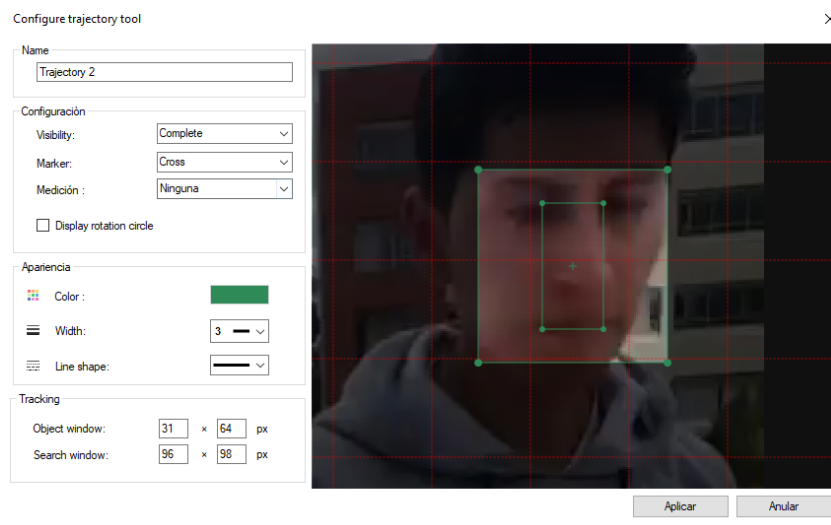 Configure trajectory tool
Name
Trajectory 2
Configuración
Visibility: Complete
Marker: Cross
Medición : Ninguna
Display rotation circle
Apariencia
Color :
Width: 3
Line shape:
Tracking
Object window: 31 × 64 px
Search window: 96 × 98 px
Aplicar Anular